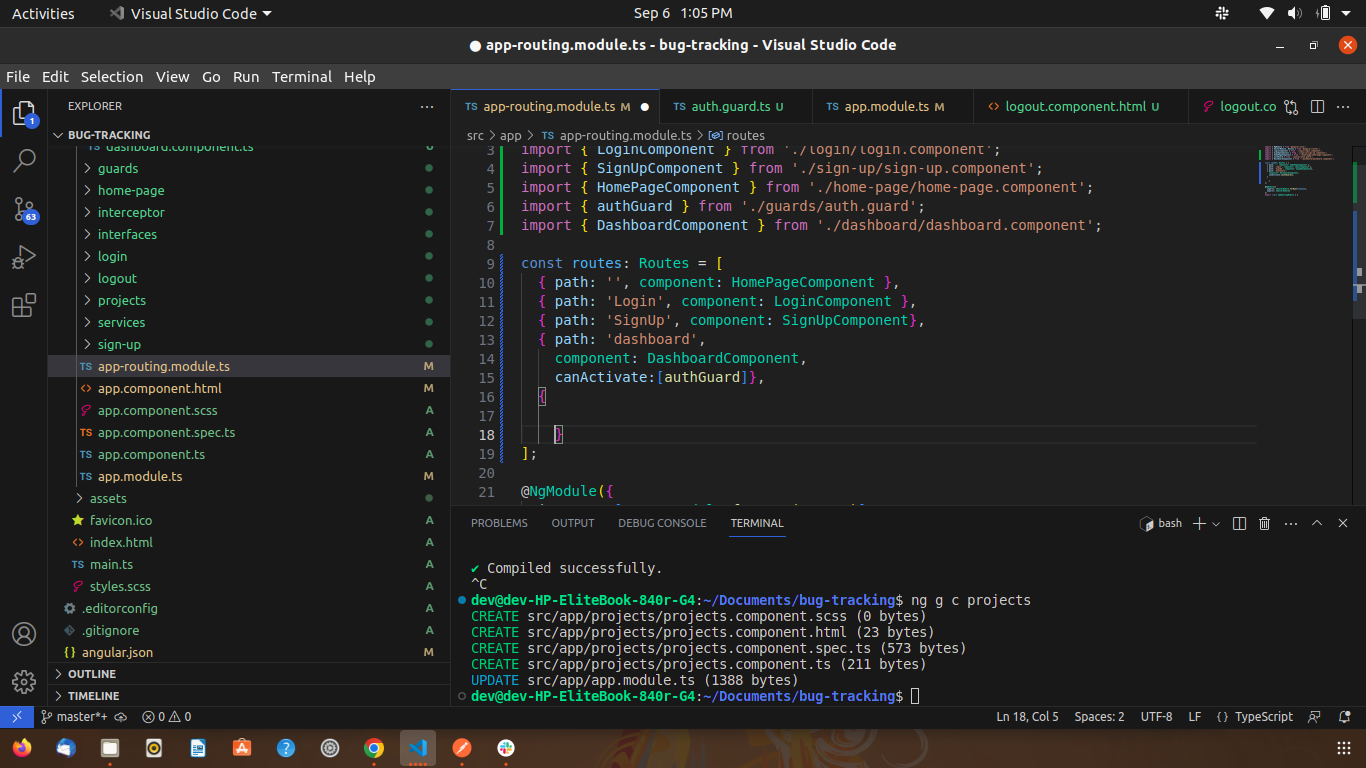 Activities
Visual Studio Code
Sep 6 1:05 PM
● app-routing.module.ts - bug-tracking - Visual Studio Code
File Edit Selection View Go Run Terminal Help
EXPLORER
BUG-TRACKING
dashboard.component.ts
guards
home-page
interceptor
interfaces
login
logout
projects
services
sign-up
TS app-routing.module.ts M
<> app.component.html M
app.component.scss A
TS app.component.spec.ts A
TS app.component.ts A
TS app.module.ts M
assets
favicon.ico A
<> index.html A
TS main.ts A
styles.scss A
.editorconfig A
.gitignore A
{} angular.json M
OUTLINE
TIMELINE
1
63
TS app-routing.module.ts M ●
TS auth.guard.ts U
TS app.module.ts M
<> logout.component.html U
logout.co
src > app > TS app-routing.module.ts > routes
3 import { LoginComponent } from './login/login.component';
4 import { SignUpComponent } from './sign-up/sign-up.component';
5 import { HomePageComponent } from './home-page/home-page.component';
6 import { authGuard } from './guards/auth.guard';
7 import { DashboardComponent } from './dashboard/dashboard.component';
8
9 const routes: Routes = [
10 { path: '', component: HomePageComponent },
11 { path: 'Login', component: LoginComponent },
12 { path: 'SignUp', component: SignUpComponent},
13 { path: 'dashboard',
14 component: DashboardComponent,
15 canActivate:[authGuard]},
16 {
17
18 }
19 ];
20
21 @NgModule({
PROBLEMS OUTPUT DEBUG CONSOLE TERMINAL
bash
✔ Compiled successfully.
^C
dev@dev-HP-EliteBook-840r-G4:~/Documents/bug-tracking$ ng g c projects
CREATE src/app/projects/projects.component.scss (0 bytes)
CREATE src/app/projects/projects.component.html (23 bytes)
CREATE src/app/projects/projects.component.spec.ts (573 bytes)
CREATE src/app/projects/projects.component.ts (211 bytes)
UPDATE src/app/app.module.ts (1388 bytes)
dev@dev-HP-EliteBook-840r-G4:~/Documents/bug-tracking$
master*+ 0 0
Ln 18, Col 5 Spaces: 2 UTF-8 LF {} TypeScript